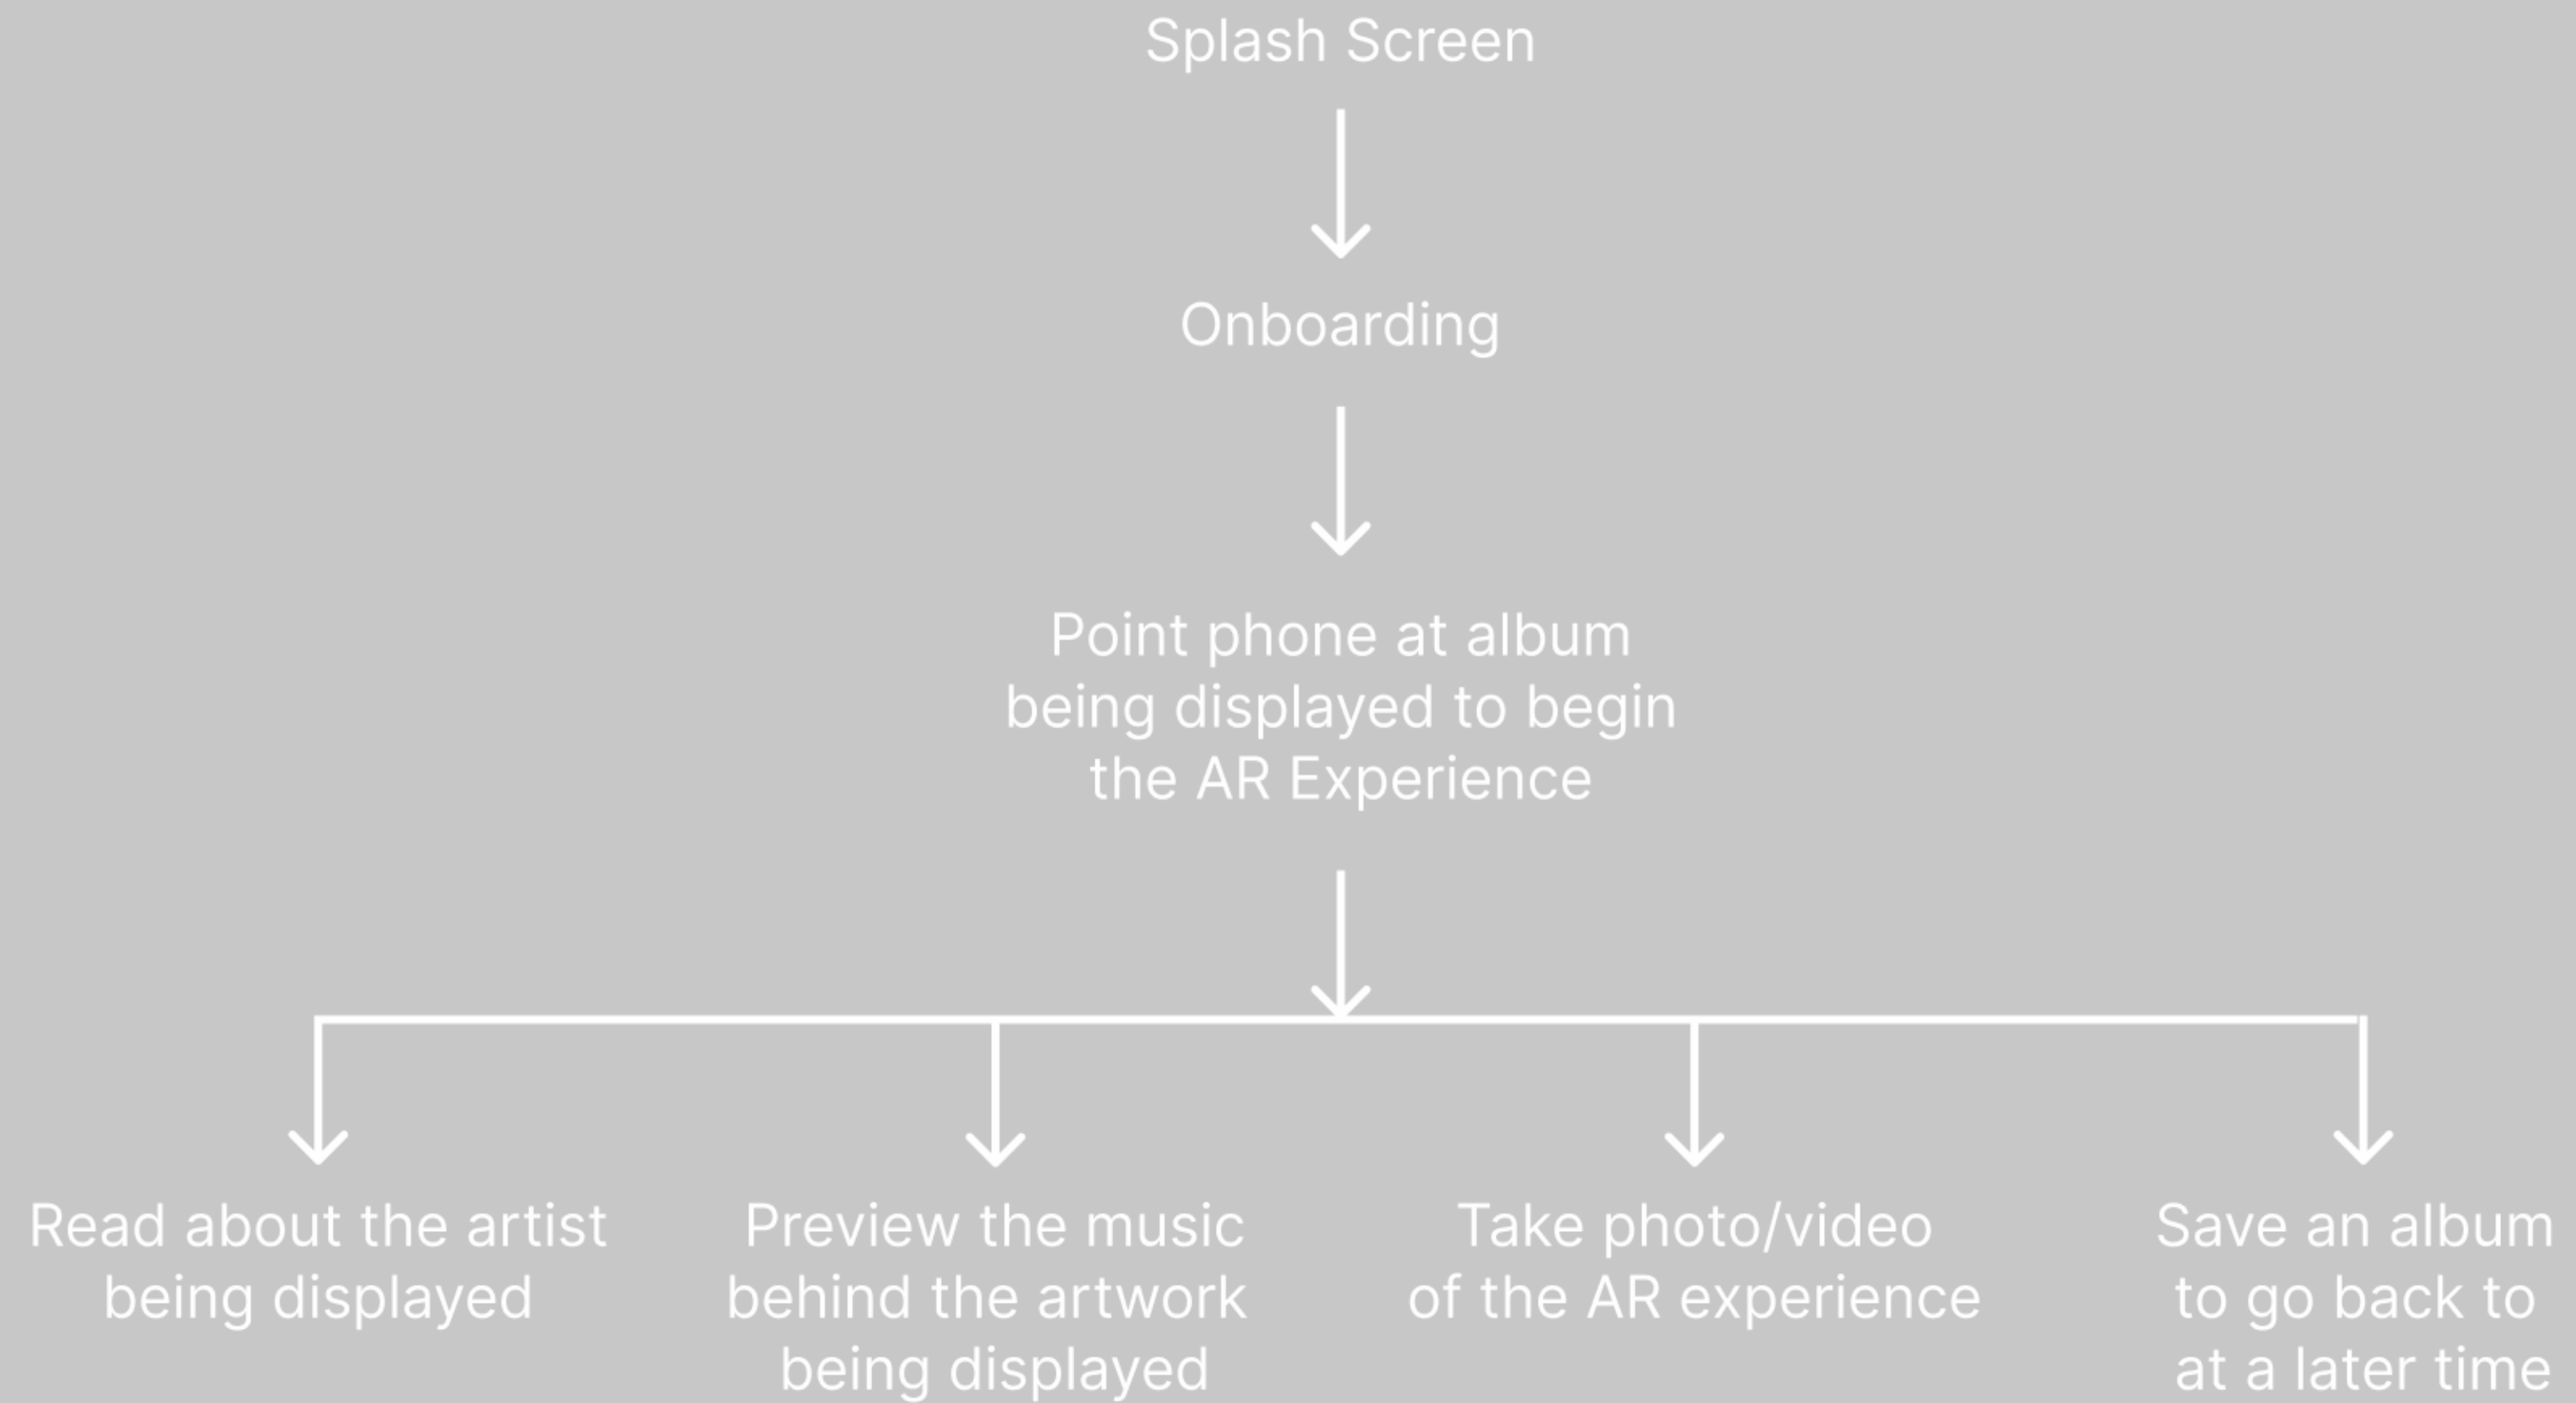 Splash Screen
Onboarding
Point phone at album
being displayed to begin
the AR Experience
Read about the artist
being displayed
Preview the music
behind the artwork
being displayed
Take photo/video
of the AR experience
Save an album
to go back to
at a later time